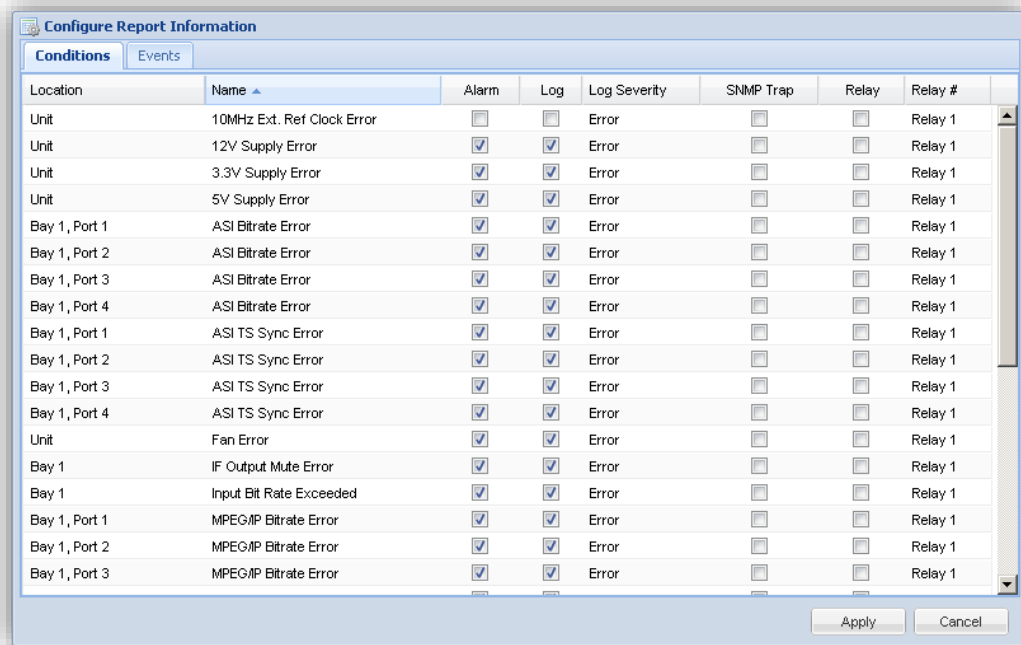 Configure Report Information
Conditions Events
Location Name Alarm Log Log Severity SNMP Trap Relay Relay #
Unit 10MHz Ext. Ref Clock Error Error Relay 1
Unit 12V Supply Error Error Relay 1
Unit 3.3V Supply Error Error Relay 1
Unit 5V Supply Error Error Relay 1
Bay 1, Port 1 ASI Bitrate Error Error Relay 1
Bay 1, Port 2 ASI Bitrate Error Error Relay 1
Bay 1, Port 3 ASI Bitrate Error Error Relay 1
Bay 1, Port 4 ASI Bitrate Error Error Relay 1
Bay 1, Port 1 ASI TS Sync Error Error Relay 1
Bay 1, Port 2 ASI TS Sync Error Error Relay 1
Bay 1, Port 3 ASI TS Sync Error Error Relay 1
Bay 1, Port 4 ASI TS Sync Error Error Relay 1
Unit Fan Error Error Relay 1
Bay 1 IF Output Mute Error Error Relay 1
Bay 1 Input Bit Rate Exceeded Error Relay 1
Bay 1, Port 1 MPEG/IP Bitrate Error Error Relay 1
Bay 1, Port 2 MPEG/IP Bitrate Error Error Relay 1
Bay 1, Port 3 MPEG/IP Bitrate Error Error Relay 1
Apply Cancel